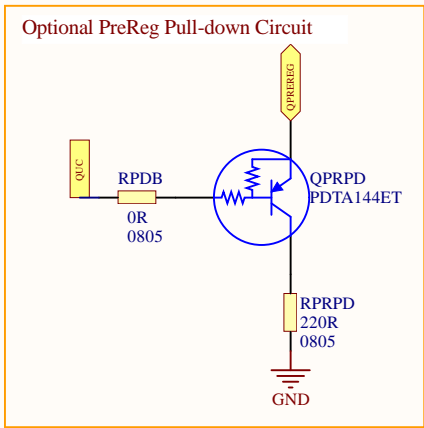 Optional PreReg Pull-down Circuit
QPREREG
QUC
RPDB
0R
0805
QPRPD
PDTA144ET
RPRPD
220R
0805
GND